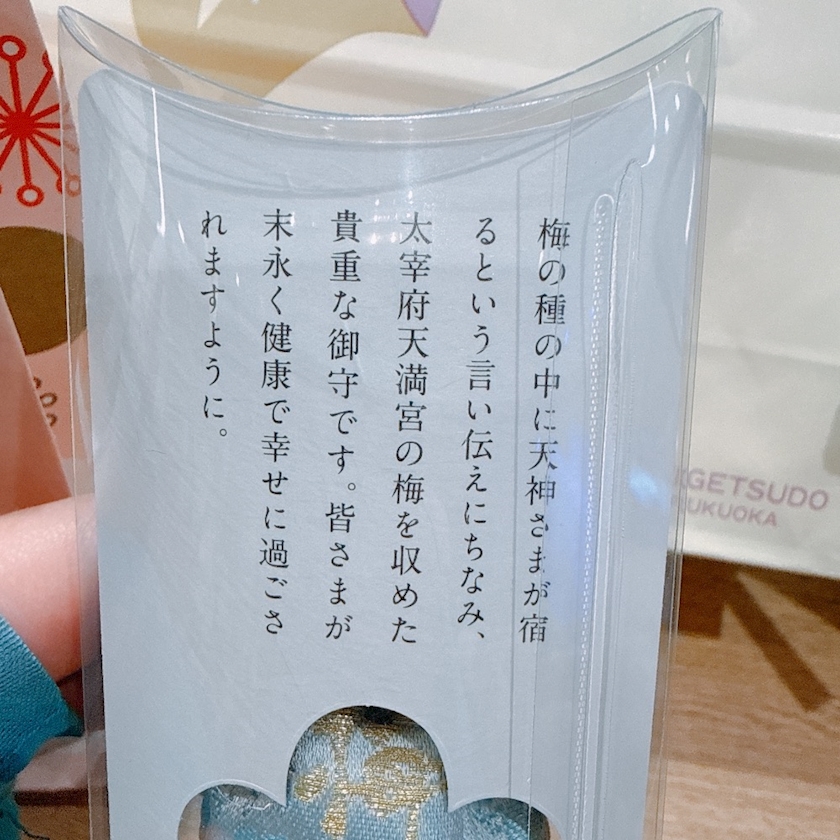 梅の種の中に天神さまが宿
るという言い伝えにちなみ、
太宰府天満宮の梅を収めた
貴重な御守です。皆さまが
末永く健康で幸せに過ごさ
れますように。
GETSUDO
UKUOKA